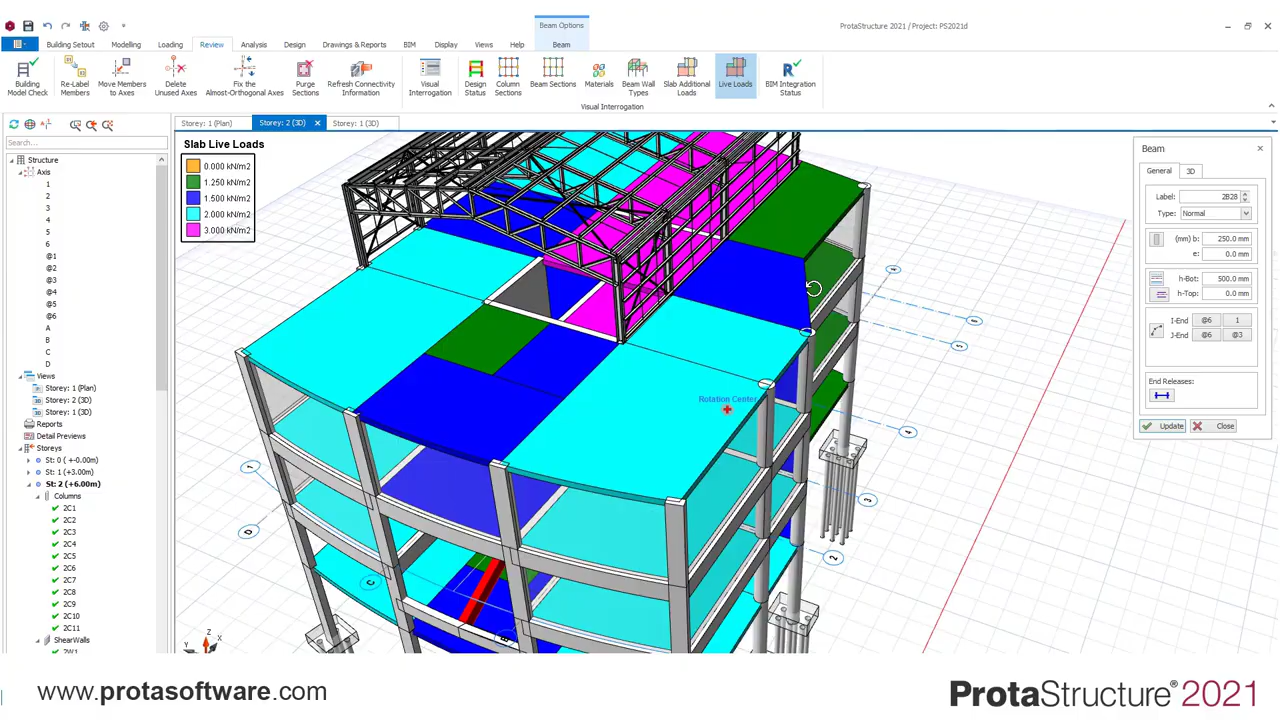 Beam Options
ProtaStructure 2021 / Project: PS2021d
Building Setout Modelling Loading Review Analysis Design Drawings & Reports BIM Display Views Help Beam
Building Model Check
Re-Label Members
Move Members to Axes
Delete Unused Axes
Fix the Almost-Orthogonal Axes
Purge Sections
Refresh Connectivity Information
Visual Interrogation
Design Status
Column Sections
Beam Sections
Materials
Beam Wall Types
Slab Additional Loads
Live Loads
BIM Integration Status
Visual Interrogation
Storey: 1 (Plan) Storey: 2 (3D) Storey: 1 (3D)
Search...
Structure
Axis
1
2
3
4
5
6
@1
@2
@3
@4
@5
@6
A
B
C
D
Views
Storey: 1 (Plan)
Storey: 2 (3D)
Storey: 1 (3D)
Reports
Detail Previews
Storeys
St: 0 ( +-0.00m)
St: 1 (+3.00m)
St: 2 (+6.00m)
Columns
2C1
2C2
2C3
2C4
2C5
2C6
2C7
2C8
2C9
2C10
2C11
ShearWalls
2W1
Slab Live Loads
0.000 kN/m2
1.250 kN/m2
1.500 kN/m2
2.000 kN/m2
3.000 kN/m2
Rotation Center
6
5
4
3
2
1
D
C
B
Z
Y
X
Beam
General 3D
Label: 2B28
Type: Normal
(mm) b: 250.0 mm
e: 0.0 mm
h-Bot: 500.0 mm
h-Top: 0.0 mm
I-End @6 1
J-End @6 @3
End Releases:
Update Close
www.protasoftware.com
ProtaStructure® 2021